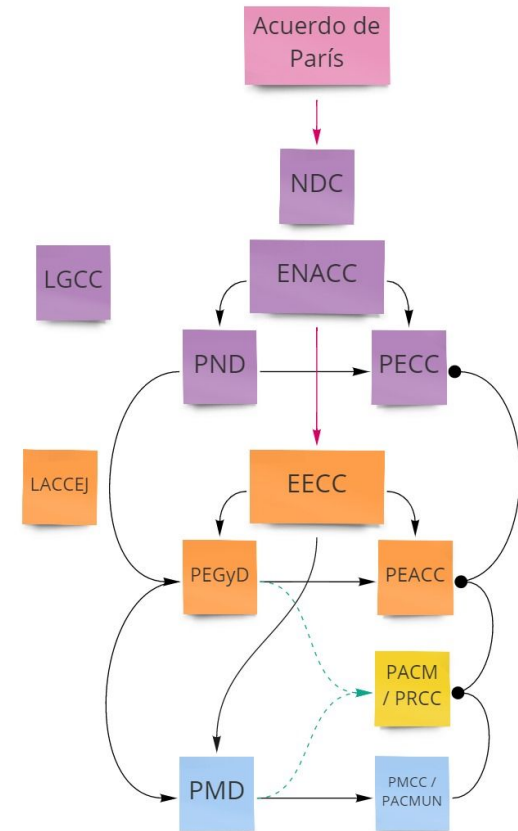 Acuerdo de
París
NDC
LGCC
ENACC
PND
PECC
LACCEJ
EECC
PEGyD
PEACC
PACM
/ PRCC
PMD
PMCC /
PACMUN